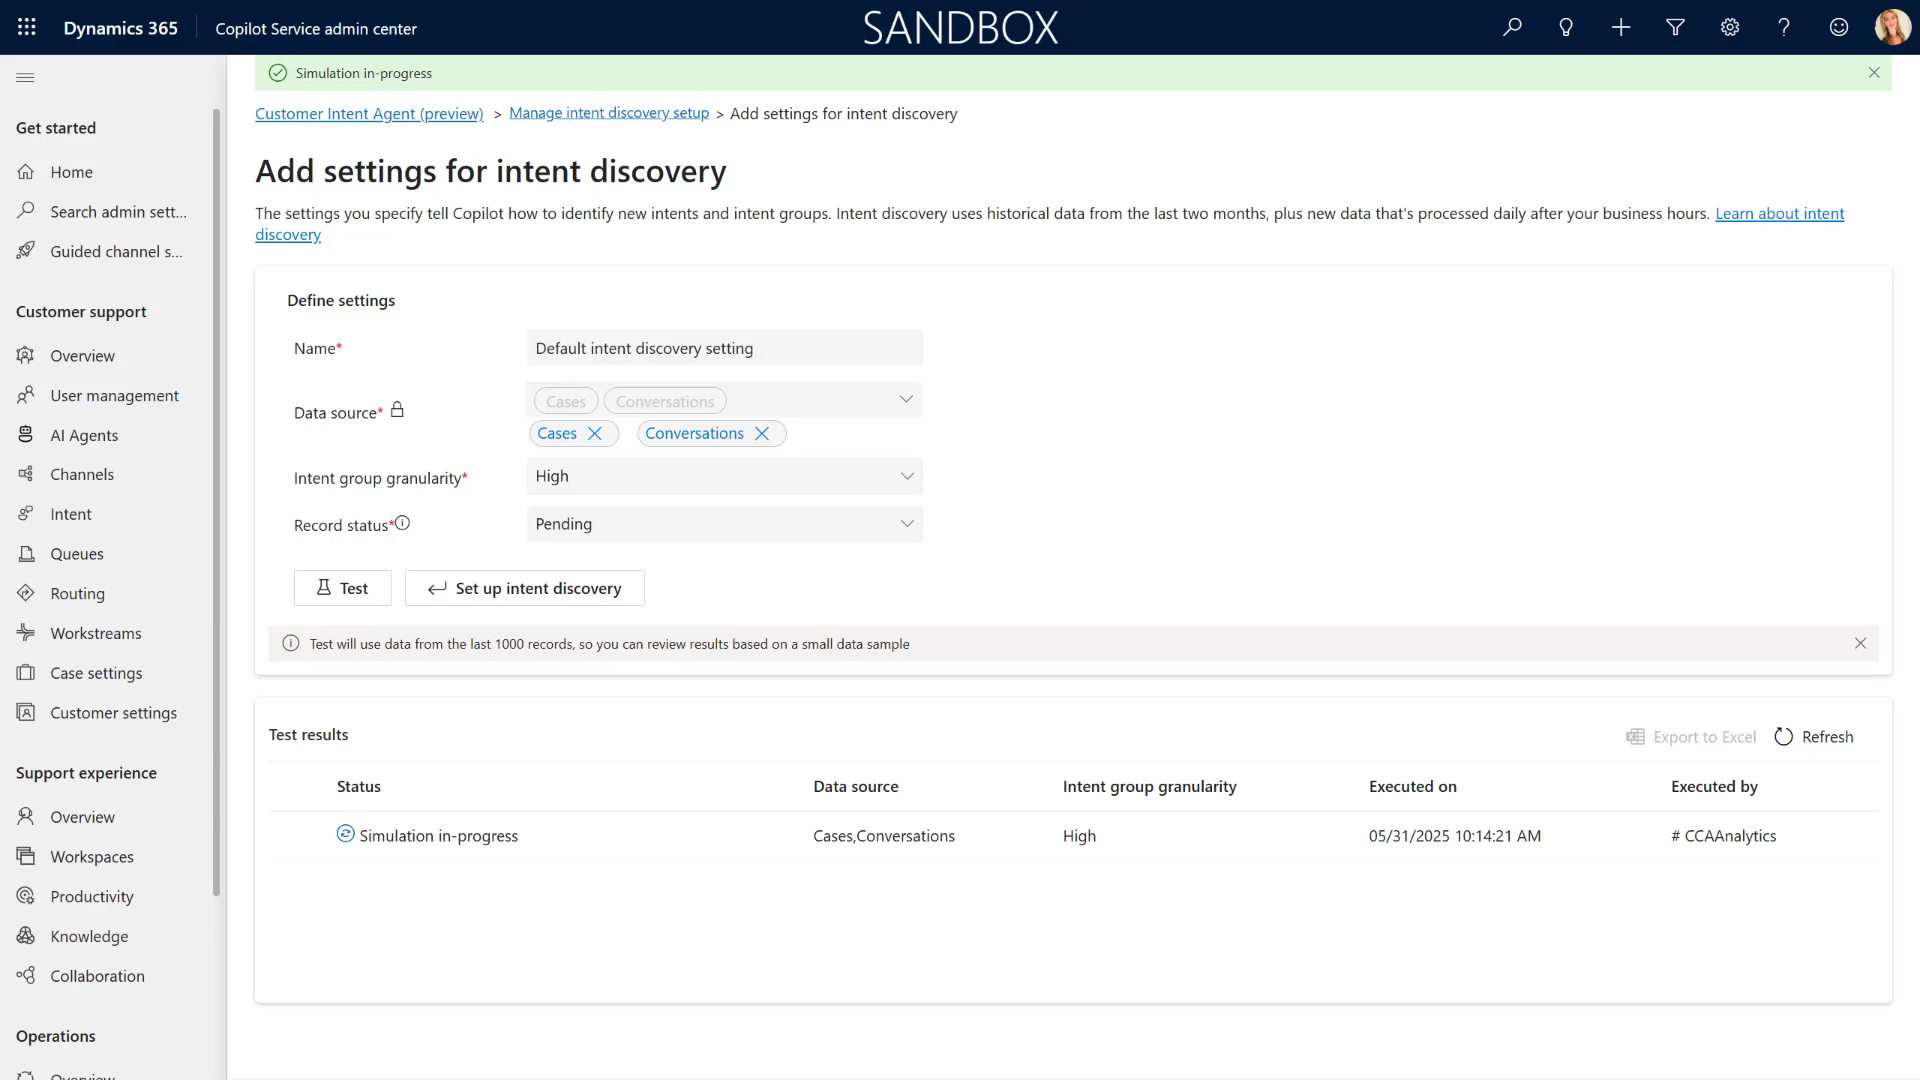 Dynamics 365
Copilot Service admin center
SANDBOX
Simulation in-progress
Customer Intent Agent (preview) > Manage intent discovery setup > Add settings for intent discovery
Add settings for intent discovery
The settings you specify tell Copilot how to identify new intents and intent groups. Intent discovery uses historical data from the last two months, plus new data that's processed daily after your business hours. Learn about intent
discovery
Get started
Home
Search admin sett...
Guided channel s...
Customer support
Overview
User management
AI Agents
Channels
Intent
Queues
Routing
Workstreams
Case settings
Customer settings
Support experience
Overview
Workspaces
Productivity
Knowledge
Collaboration
Operations
Overview
Define settings
Name*
Default intent discovery setting
Data source*
Cases Conversations
Cases Conversations
Intent group granularity*
High
Record status*
Pending
Test
Set up intent discovery
Test will use data from the last 1000 records, so you can review results based on a small data sample
Test results
Export to Excel
Refresh
Status Data source Intent group granularity Executed on Executed by
Simulation in-progress Cases,Conversations High 05/31/2025 10:14:21 AM # CCAAnalytics